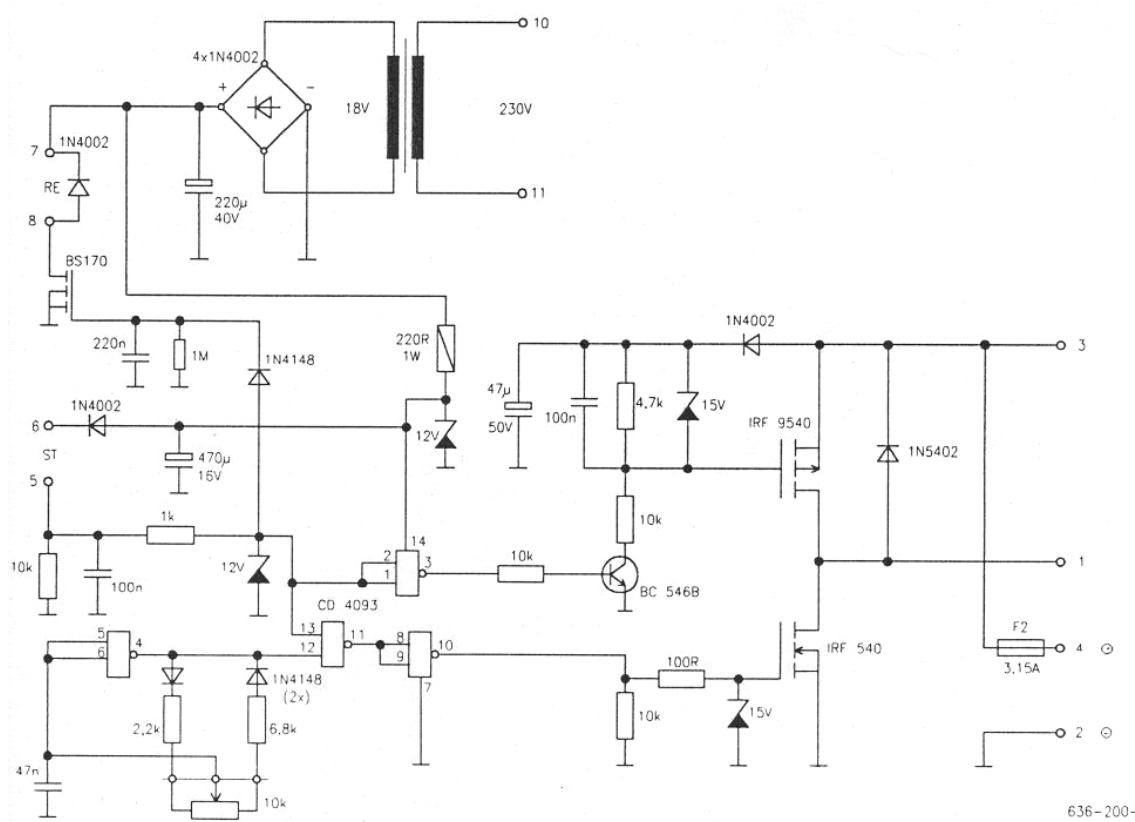 10
4x1N4002
+
-
18V
230V
7
1N4002
RE
220µ
40V
11
8
BS170
220n
1M
1N4148
220R
1W
1N4002
3
47µ
50V
100n
4,7k
15V
IRF 9540
1N5402
1N4002
6
ST
470µ
16V
12V
5
1k
10k
100n
12V
14
2
1
3
10k
10k
BC 546B
1
CD 4093
13
12
11
8
9
10
7
5
6
4
1N4148
(2x)
2,2k
6,8k
100R
10k
15V
IRF 540
F2
3,15A
4
2
47n
10k
636-200-